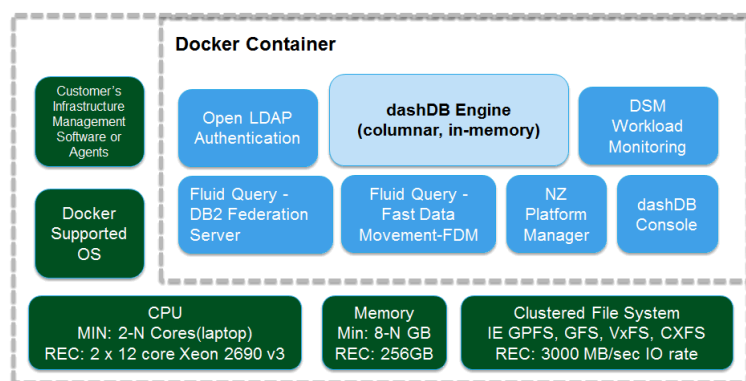 Docker Container
Customer's
Infrastructure
Management
Software or
Agents
Open LDAP
Authentication
dashDB Engine
(columnar, in-memory)
DSM
Workload
Monitoring
Docker
Supported
OS
Fluid Query -
DB2 Federation
Server
Fluid Query -
Fast Data
Movement-FDM
NZ
Platform
Manager
dashDB
Console
CPU
MIN: 2-N Cores(laptop)
REC: 2 x 12 core Xeon 2690 v3
Memory
Min: 8-N GB
REC: 256GB
Clustered File System
IE GPFS, GFS, VxFS, CXFS
REC: 3000 MB/sec IO rate